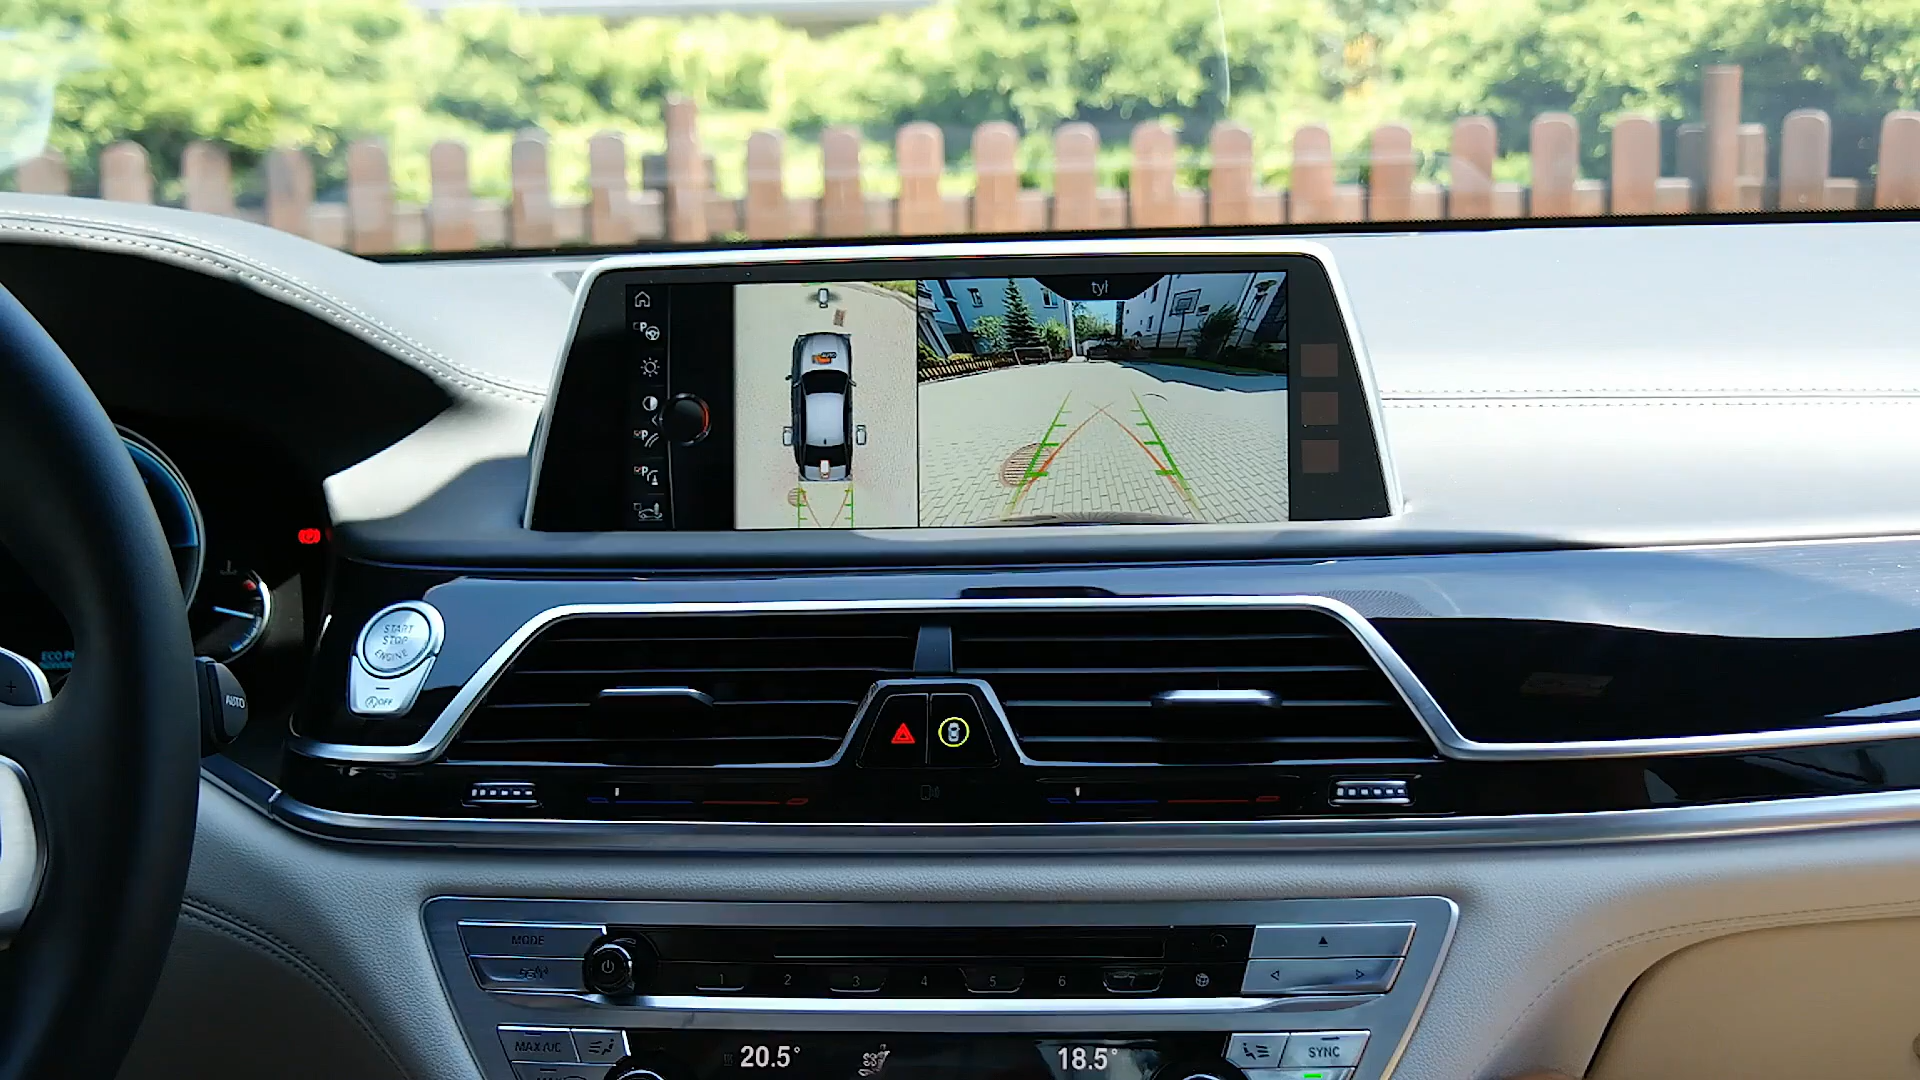 tył
P
P
P
START
STOP
ENGINE
OFF
AUTO
+
MODE
1 2 3 4 5 6 7
MAX A/C
20.5°
18.5°
SYNC